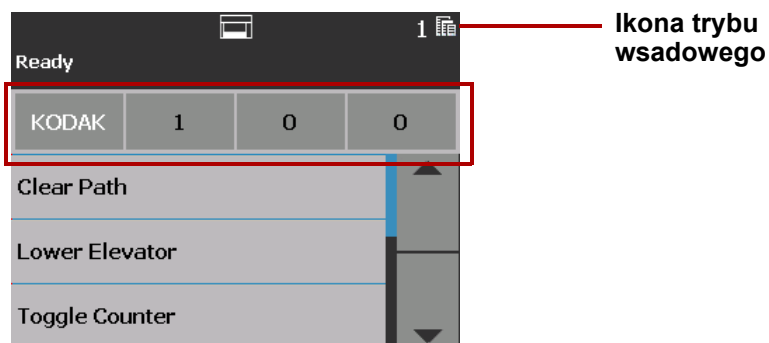 1
Ikona trybu
wsadowego
Ready
KODAK 1 0 0
Clear Path
Lower Elevator
Toggle Counter